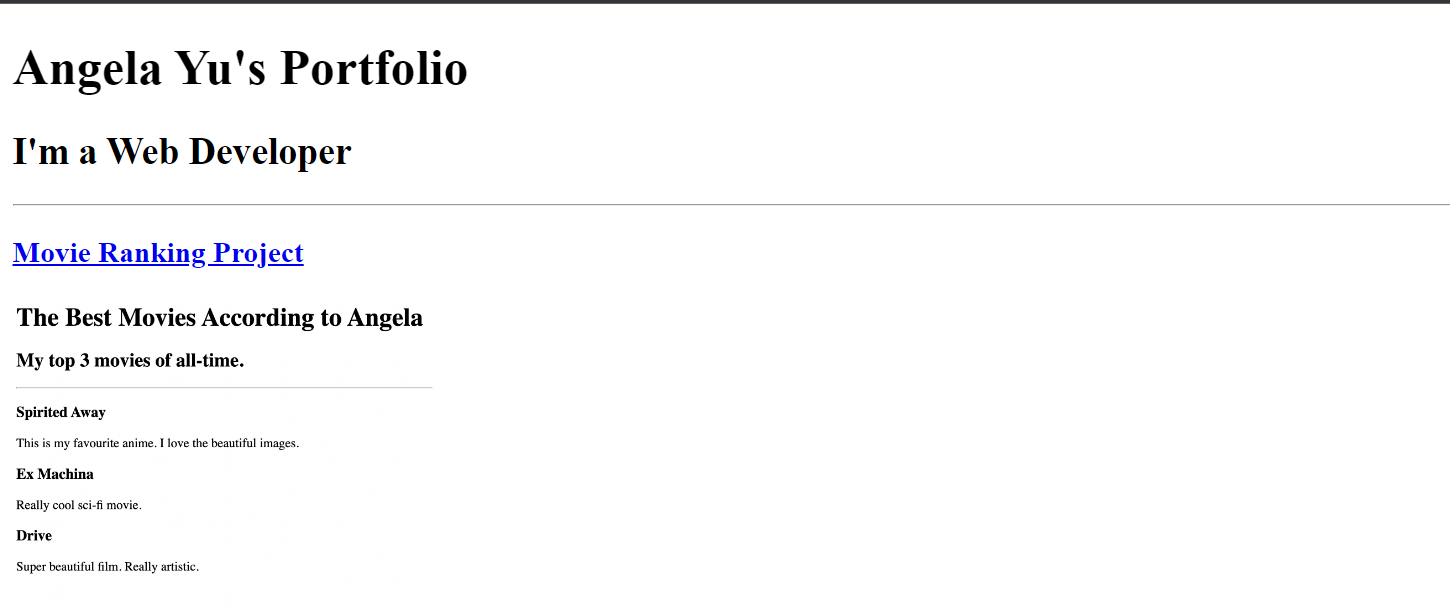 Angela Yu's Portfolio
I'm a Web Developer
Movie Ranking Project
The Best Movies According to Angela
My top 3 movies of all-time.
Spirited Away
This is my favourite anime. I love the beautiful images.
Ex Machina
Really cool sci-fi movie.
Drive
Super beautiful film. Really artistic.